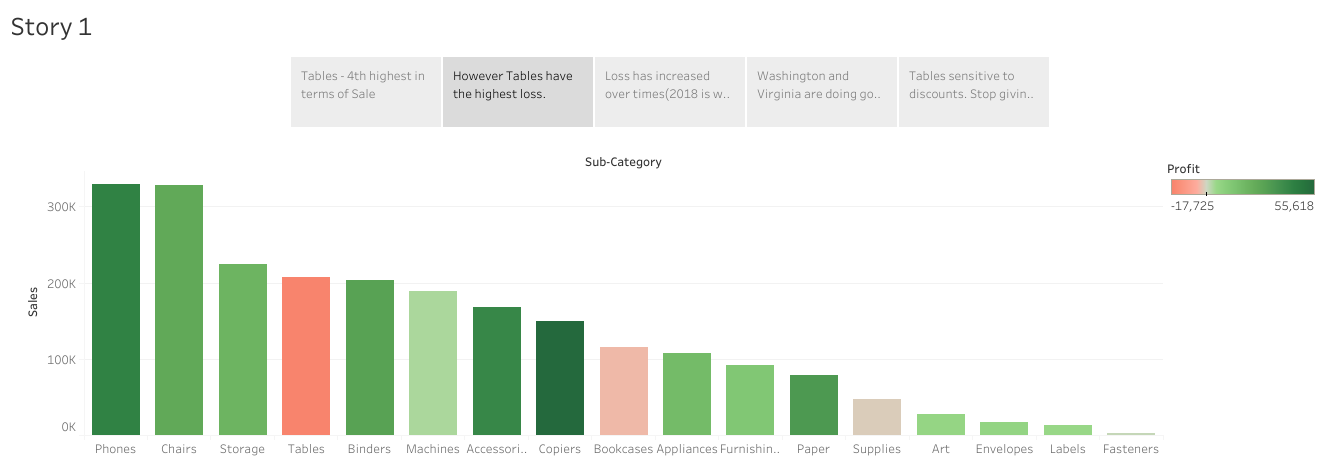 Story 1
Tables - 4th highest in
terms of Sale
However Tables have
the highest loss.
Loss has increased
over times(2018 is w..
Washington and
Virginia are doing go..
Tables sensitive to
discounts. Stop givin..
Sub-Category
Profit
-17,725 55,618
Sales
300K
200K
100K
0K
Phones Chairs Storage Tables Binders Machines Accessori.. Copiers Bookcases Appliances Furnishin.. Paper Supplies Art Envelopes Labels Fasteners